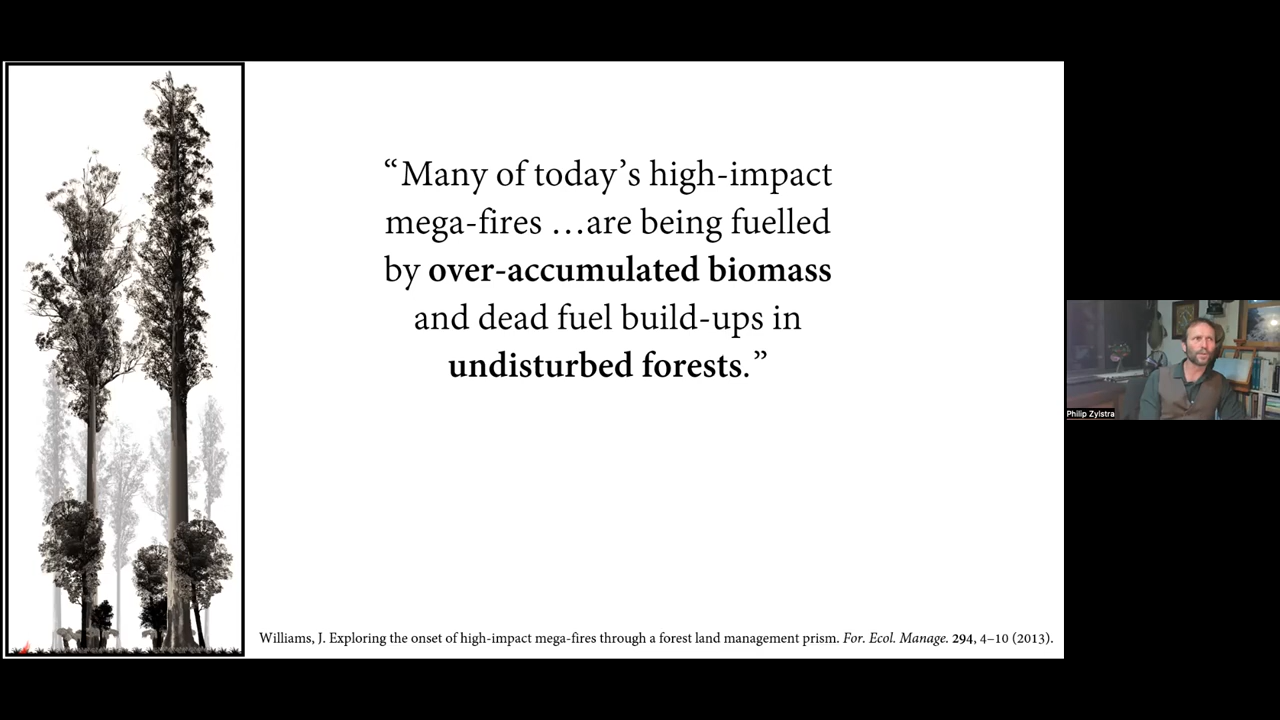 “Many of today’s high-impact
mega-fires …are being fuelled
by over-accumulated biomass
and dead fuel build-ups in
undisturbed forests.”
Philip Zylstra
Williams, J. Exploring the onset of high-impact mega-fires through a forest land management prism. For. Ecol. Manage. 294, 4–10 (2013).